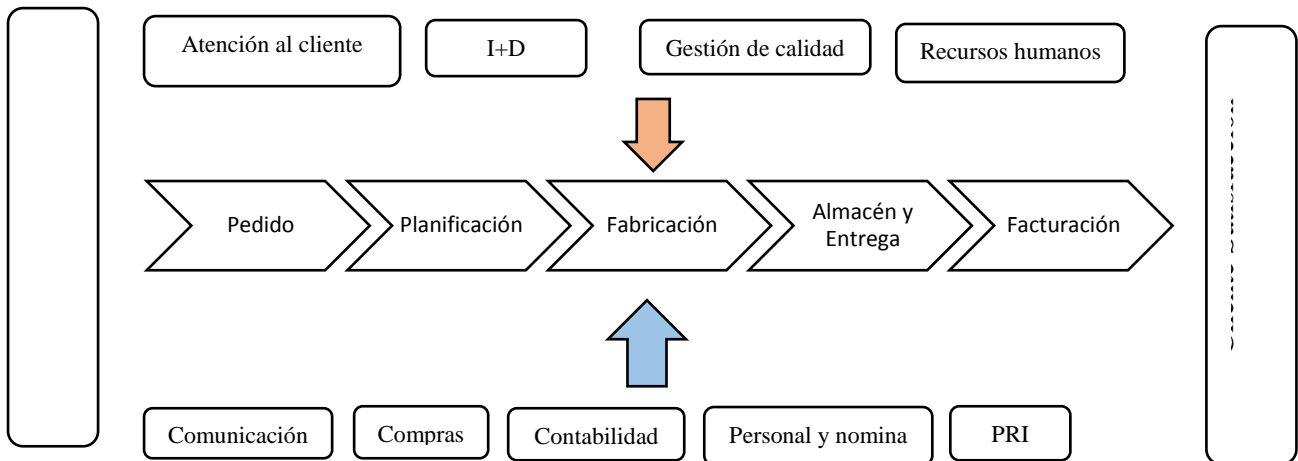 Atención al cliente
I+D
Gestión de calidad
Recursos humanos
Pedido
Planificación
Fabricación
Almacén y
Entrega
Facturación
Comunicación
Compras
Contabilidad
Personal y nomina
PRI